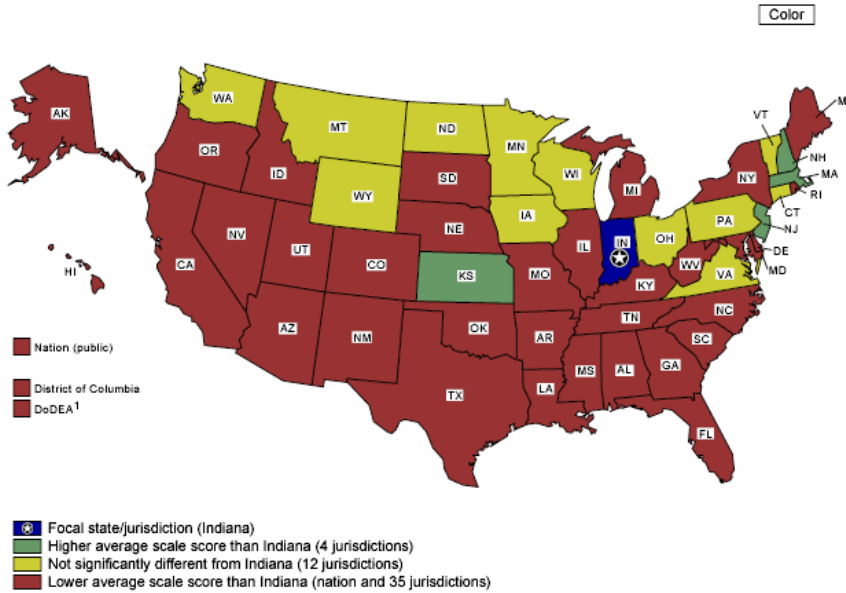 Color
AK
WA
MT
ND
MN
VT
M
OR
ID
WY
SD
WI
MI
NY
NH
MA
RI
CT
NJ
PA
IA
NE
NV
UT
CO
CA
KS
MO
IL
IN
OH
WV
VA
DE
MD
KY
HI
AZ
NM
OK
AR
TN
NC
SC
MS
AL
GA
TX
LA
FL
Nation (public)
District of Columbia
DoDEA1
Focal state/jurisdiction (Indiana)
Higher average scale score than Indiana (4 jurisdictions)
Not significantly different from Indiana (12 jurisdictions)
Lower average scale score than Indiana (nation and 35 jurisdictions)